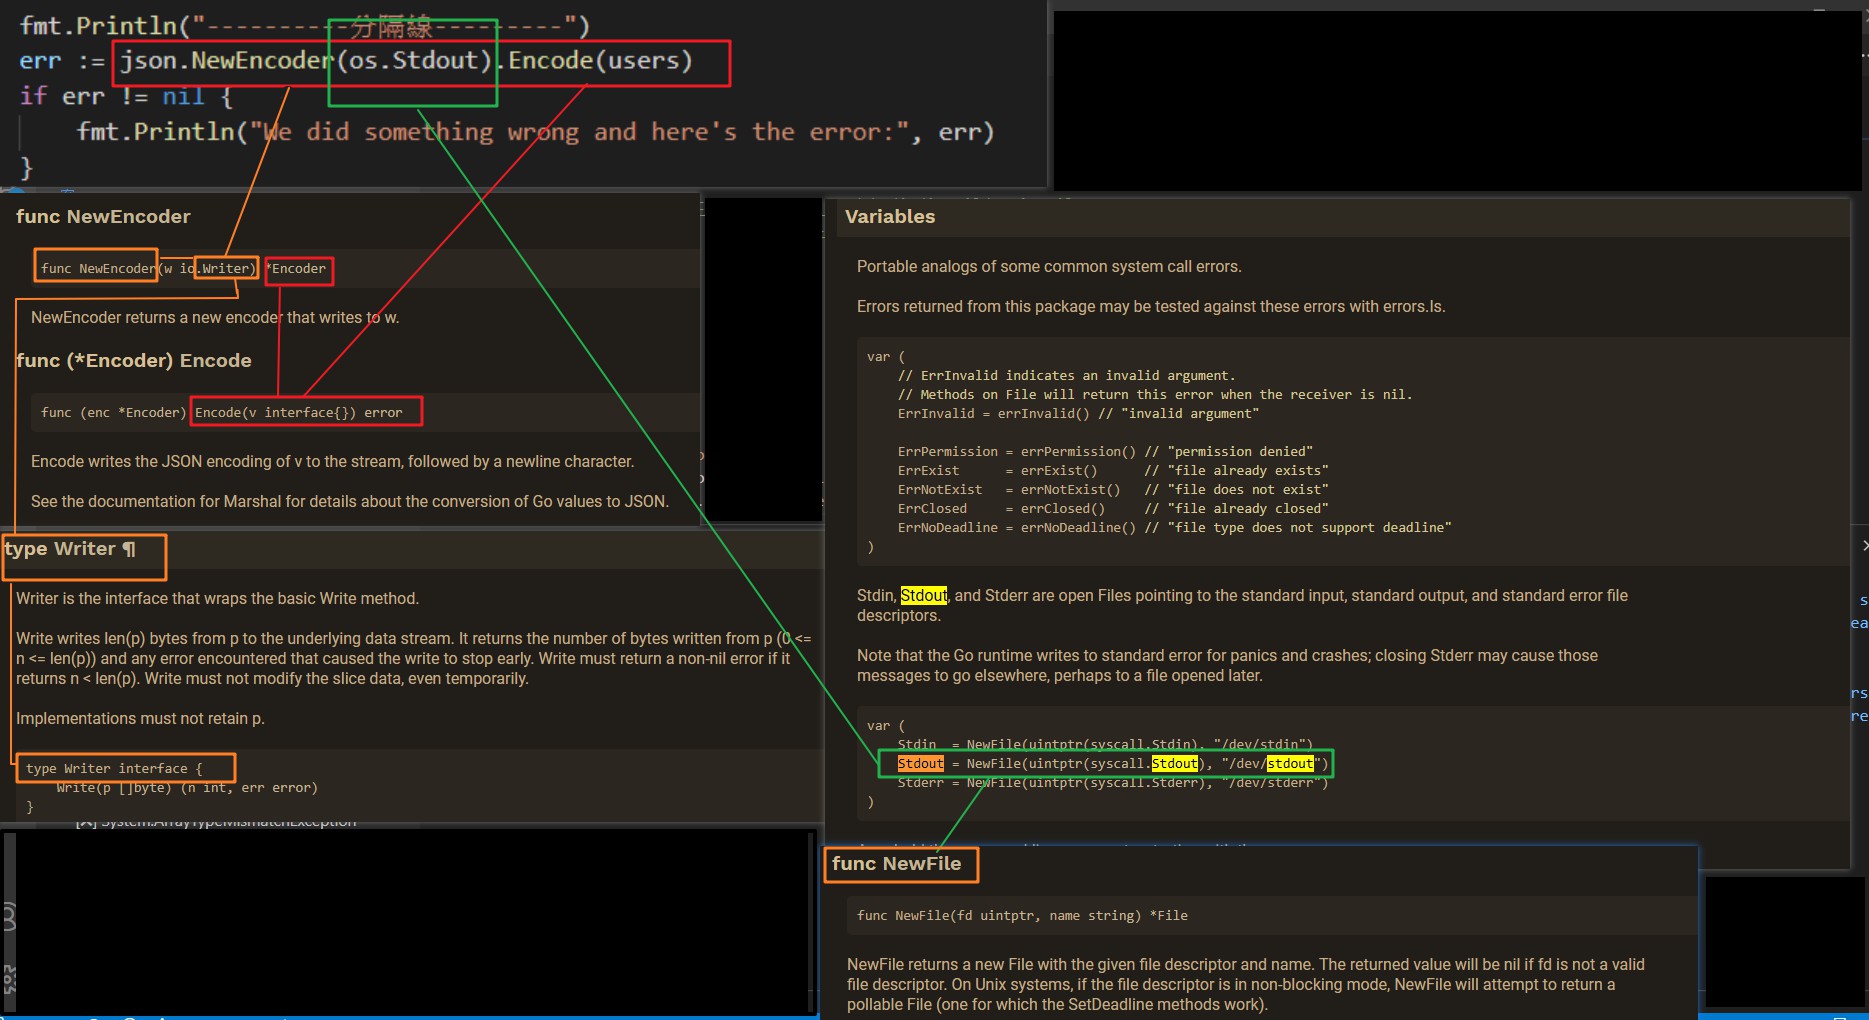 fmt.Println("----------分隔線---------")
err := json.NewEncoder(os.Stdout).Encode(users)
if err != nil {
fmt.Println("We did something wrong and here's the error:", err)
}
func NewEncoder
func NewEncoder(w io.Writer) *Encoder
NewEncoder returns a new encoder that writes to w.
func (*Encoder) Encode
func (enc *Encoder) Encode(v interface{}) error
Encode writes the JSON encoding of v to the stream, followed by a newline character.
See the documentation for Marshal for details about the conversion of Go values to JSON.
type Writer ¶
Writer is the interface that wraps the basic Write method.
Write writes len(p) bytes from p to the underlying data stream. It returns the number of bytes written from p (0 <=
n <= len(p)) and any error encountered that caused the write to stop early. Write must return a non-nil error if it
returns n < len(p). Write must not modify the slice data, even temporarily.
Implementations must not retain p.
type Writer interface {
Write(p []byte) (n int, err error)
}
System.ArrayTypeMismatchException
Variables
Portable analogs of some common system call errors.
Errors returned from this package may be tested against these errors with errors.Is.
var (
// ErrInvalid indicates an invalid argument.
// Methods on File will return this error when the receiver is nil.
ErrInvalid = errInvalid() // "invalid argument"
ErrPermission = errPermission() // "permission denied"
ErrExist = errExist() // "file already exists"
ErrNotExist = errNotExist() // "file does not exist"
ErrClosed = errClosed() // "file already closed"
ErrNoDeadline = errNoDeadline() // "file type does not support deadline"
)
Stdin, Stdout, and Stderr are open Files pointing to the standard input, standard output, and standard error file
descriptors.
Note that the Go runtime writes to standard error for panics and crashes; closing Stderr may cause those
messages to go elsewhere, perhaps to a file opened later.
var (
Stdin = NewFile(uintptr(syscall.Stdin), "/dev/stdin")
Stdout = NewFile(uintptr(syscall.Stdout), "/dev/stdout")
Stderr = NewFile(uintptr(syscall.Stderr), "/dev/stderr")
)
func NewFile
func NewFile(fd uintptr, name string) *File
NewFile returns a new File with the given file descriptor and name. The returned value will be nil if fd is not a valid
file descriptor. On Unix systems, if the file descriptor is in non-blocking mode, NewFile will attempt to return a
pollable File (one for which the SetDeadline methods work).